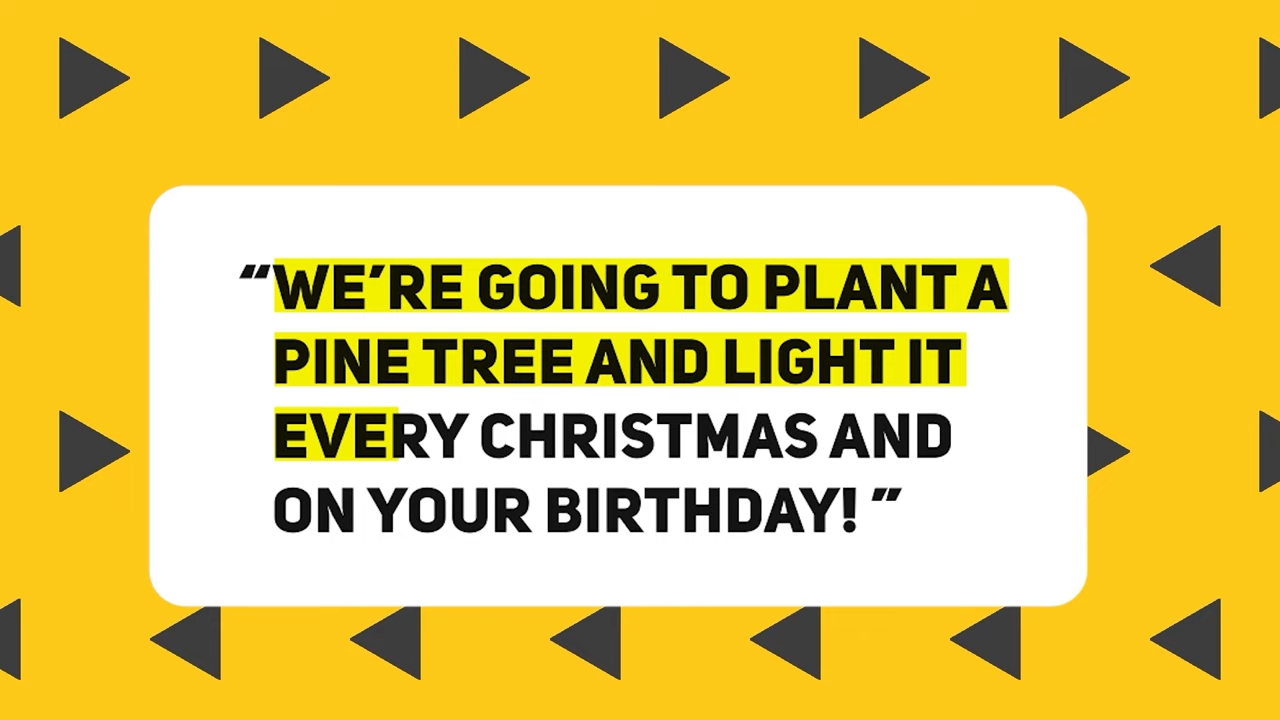 “WE’RE GOING TO PLANT A
PINE TREE AND LIGHT IT
EVERY CHRISTMAS AND
ON YOUR BIRTHDAY! ”